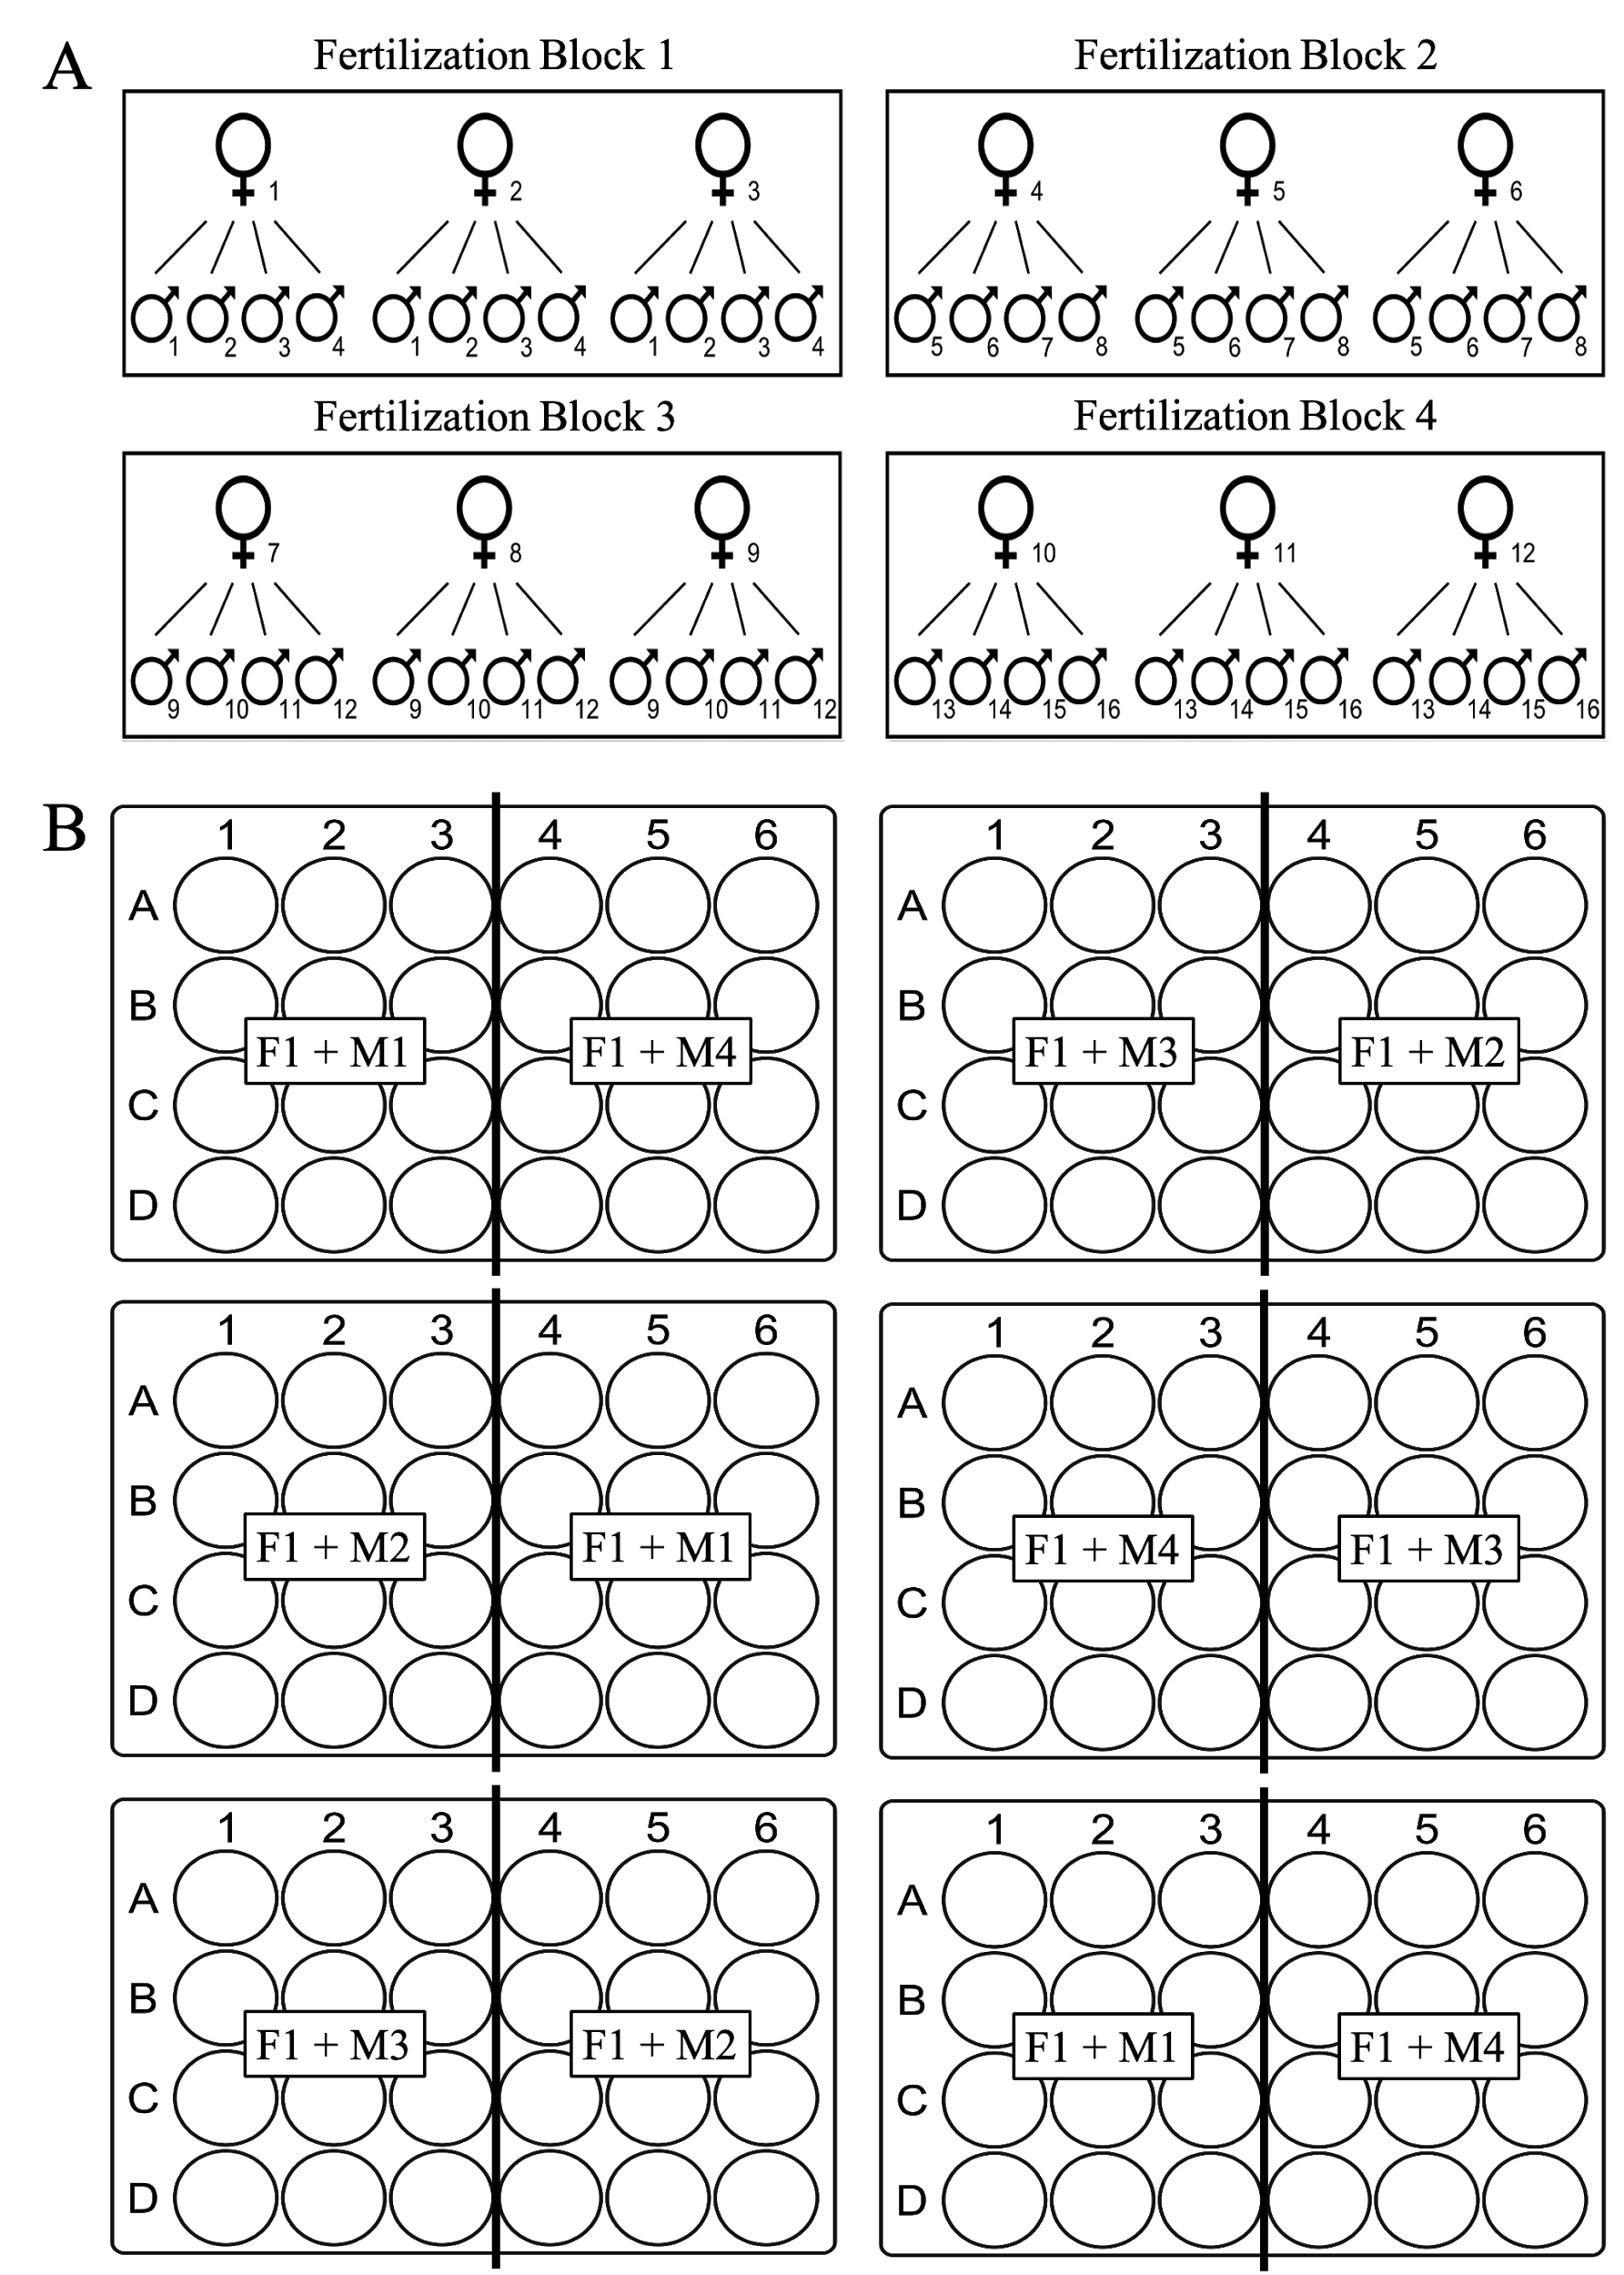 A
Fertilization Block 1
Fertilization Block 2
1 2 3
4 5 6
1 2 3 4 1 2 3 4 1 2 3 4
5 6 7 8 5 6 7 8 5 6 7 8
Fertilization Block 3
Fertilization Block 4
7 8 9
10 11 12
9 10 11 12 9 10 11 12 9 10 11 12
13 14 15 16 13 14 15 16 13 14 15 16
B
1 2 3 4 5 6
A
B
F1 + M1 F1 + M4
C
D
1 2 3 4 5 6
A
B
F1 + M3 F1 + M2
C
D
1 2 3 4 5 6
A
B
F1 + M2 F1 + M1
C
D
1 2 3 4 5 6
A
B
F1 + M4 F1 + M3
C
D
1 2 3 4 5 6
A
B
F1 + M3 F1 + M2
C
D
1 2 3 4 5 6
A
B
F1 + M1 F1 + M4
C
D